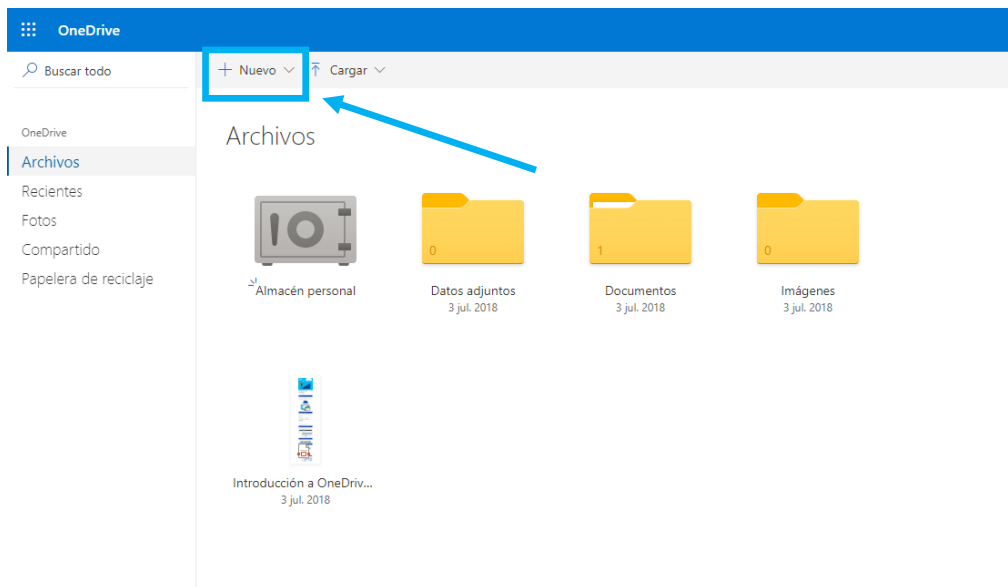 OneDrive
Buscar todo
Nuevo
Cargar
OneDrive
Archivos
Recientes
Fotos
Compartido
Papelera de reciclaje
Archivos
Almacén personal
0
Datos adjuntos
3 jul. 2018
1
Documentos
3 jul. 2018
0
Imágenes
3 jul. 2018
Introducción a OneDriv...
3 jul. 2018